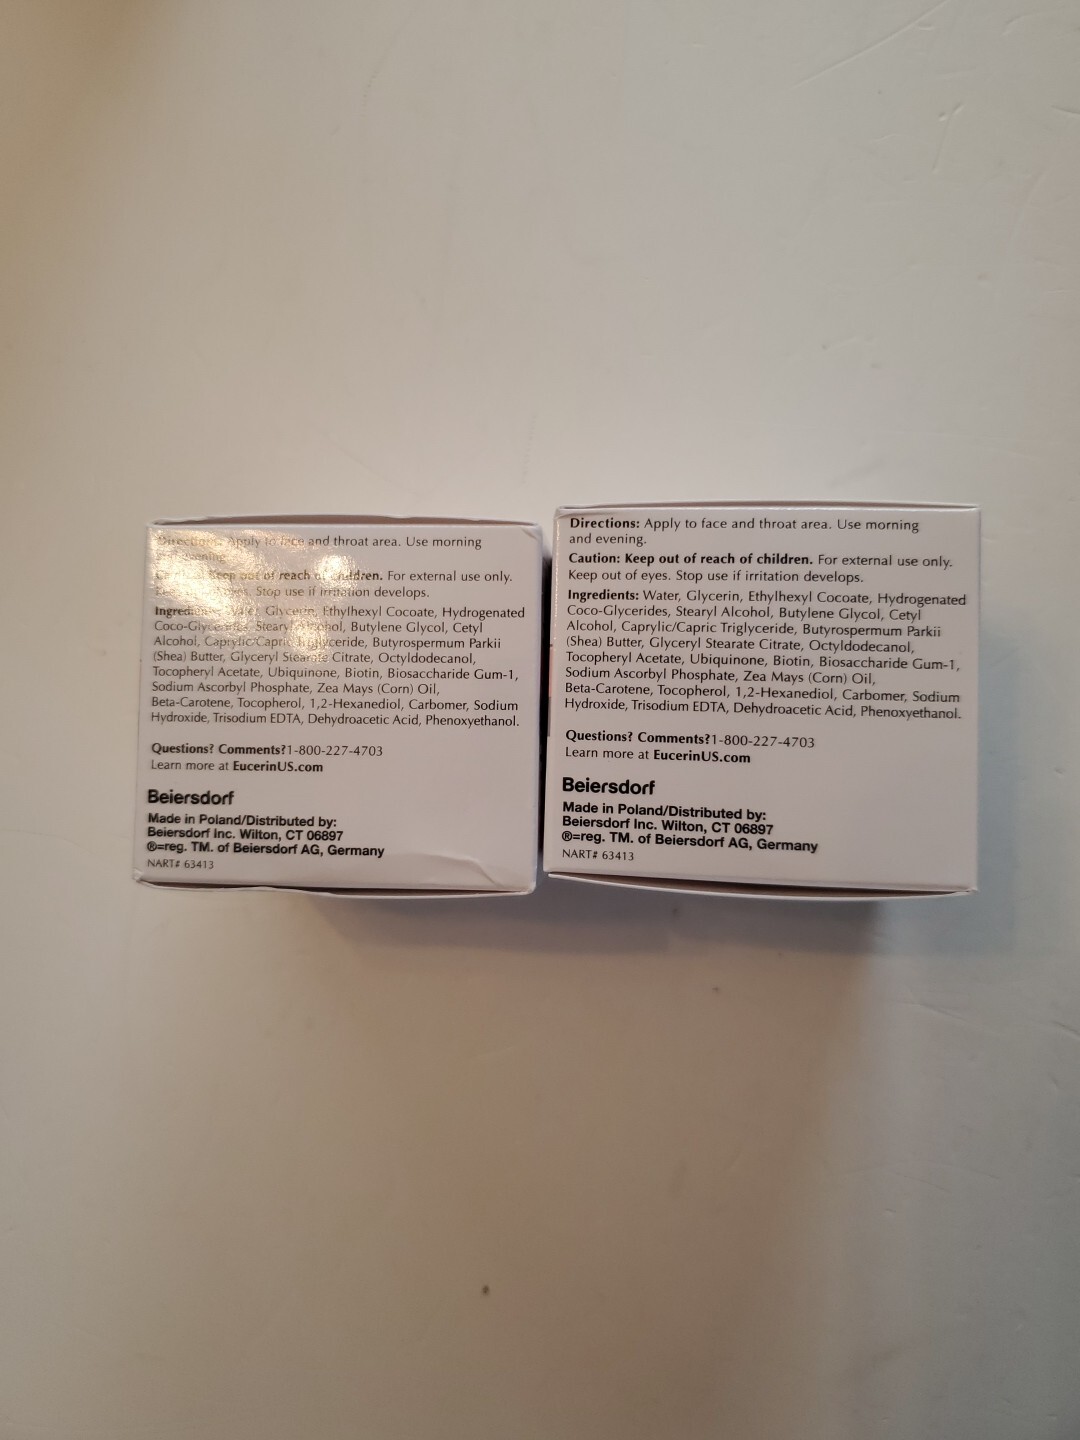 Directions: Apply to face and throat area. Use morning
and evening.
Caution: Keep out of reach of children. For external use only.
Stop use if irritation develops.
Ingredients: Water, Glycerin, Ethylhexyl Cocoate, Hydrogenated
Coco-Glycerides, Stearyl Alcohol, Butylene Glycol, Cetyl
Alcohol, Caprylic/Capric Triglyceride, Butyrospermum Parkii
(Shea) Butter, Glyceryl Stearate Citrate, Octyldodecanol,
Tocopheryl Acetate, Ubiquinone, Biotin, Biosaccharide Gum-1,
Sodium Ascorbyl Phosphate, Zea Mays (Corn) Oil,
Beta-Carotene, Tocopherol, 1,2-Hexanediol, Carbomer, Sodium
Hydroxide, Trisodium EDTA, Dehydroacetic Acid, Phenoxyethanol.
Questions? Comments?1-800-227-4703
Learn more at EucerinUS.com
Beiersdorf
Made in Poland/Distributed by:
Beiersdorf Inc. Wilton, CT 06897
®=reg. TM. of Beiersdorf AG, Germany
NART# 63413
Directions: Apply to face and throat area. Use morning
and evening.
Caution: Keep out of reach of children. For external use only.
Keep out of eyes. Stop use if irritation develops.
Ingredients: Water, Glycerin, Ethylhexyl Cocoate, Hydrogenated
Coco-Glycerides, Stearyl Alcohol, Butylene Glycol, Cetyl
Alcohol, Caprylic/Capric Triglyceride, Butyrospermum Parkii
(Shea) Butter, Glyceryl Stearate Citrate, Octyldodecanol,
Tocopheryl Acetate, Ubiquinone, Biotin, Biosaccharide Gum-1,
Sodium Ascorbyl Phosphate, Zea Mays (Corn) Oil,
Beta-Carotene, Tocopherol, 1,2-Hexanediol, Carbomer, Sodium
Hydroxide, Trisodium EDTA, Dehydroacetic Acid, Phenoxyethanol.
Questions? Comments?1-800-227-4703
Learn more at EucerinUS.com
Beiersdorf
Made in Poland/Distributed by:
Beiersdorf Inc. Wilton, CT 06897
®=reg. TM. of Beiersdorf AG, Germany
NART# 63413